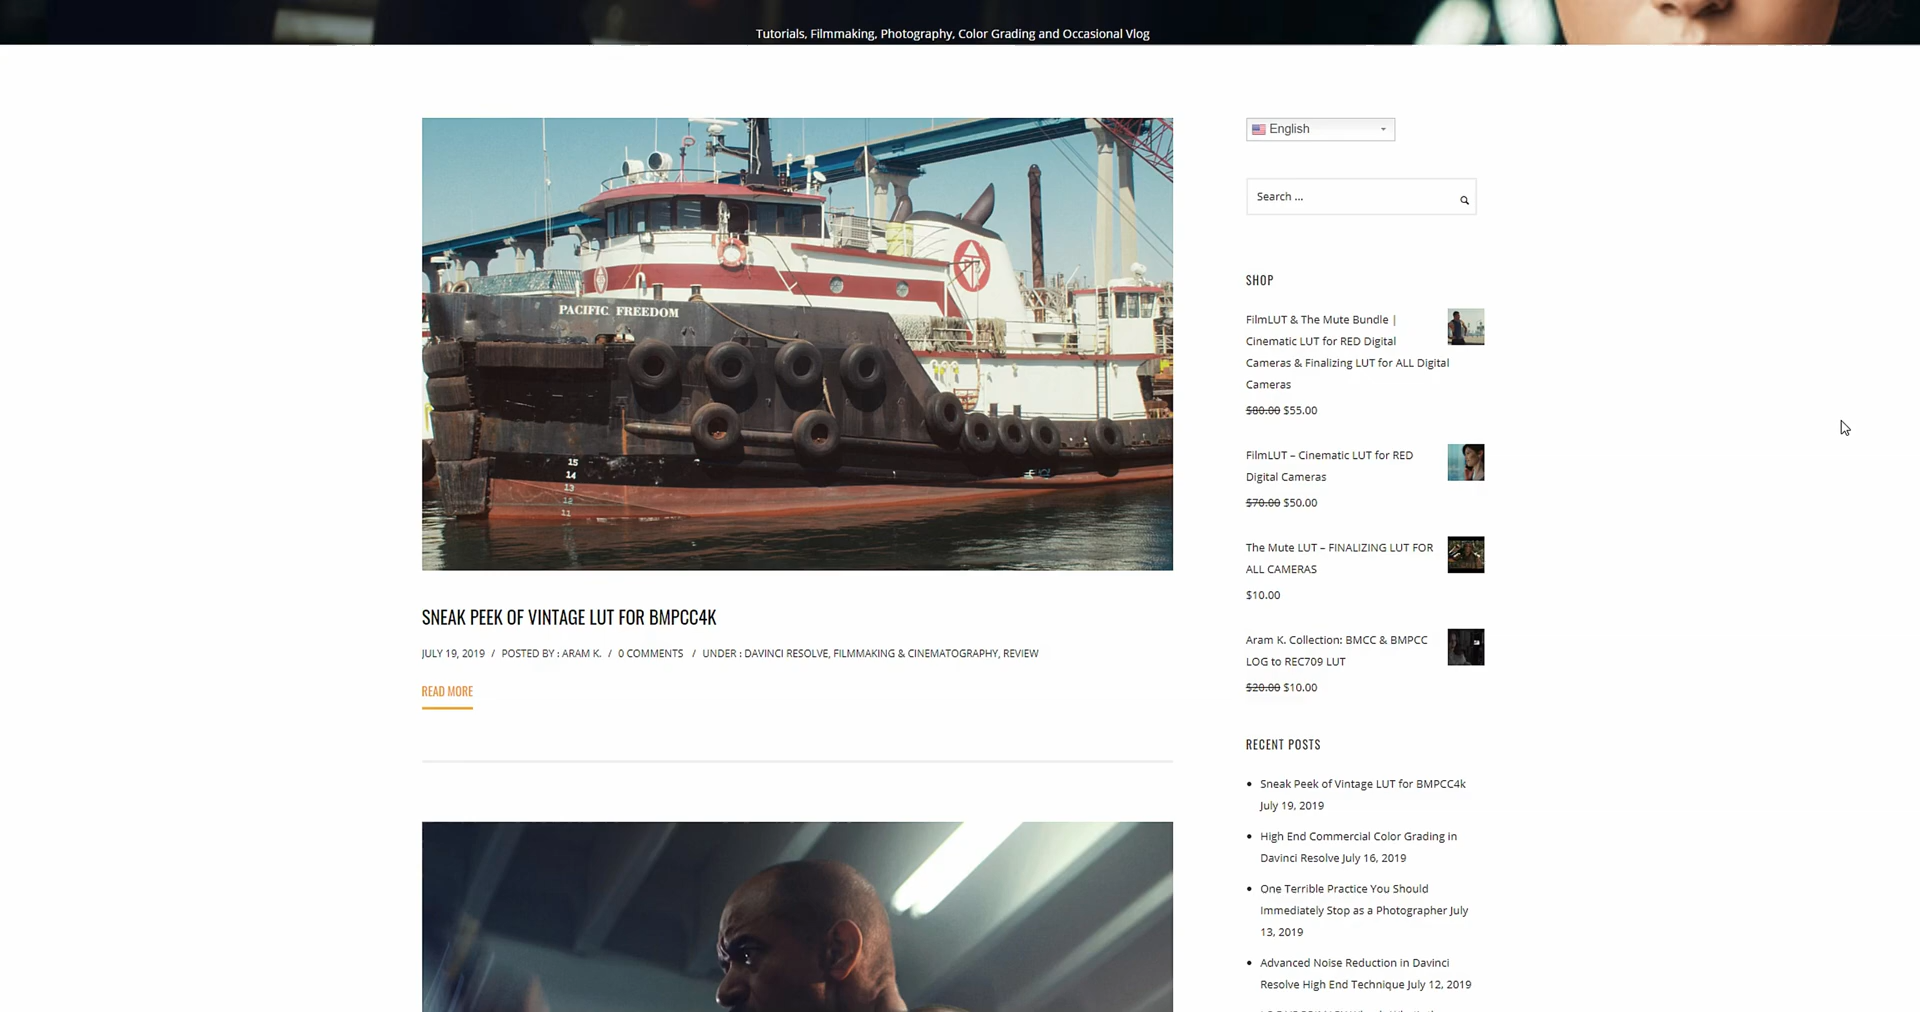 Tutorials, Filmmaking, Photography, Color Grading and Occasional Vlog
PACIFIC FREEDOM
15
14
13
12
11
SNEAK PEEK OF VINTAGE LUT FOR BMPCC4K
JULY 19, 2019 / POSTED BY : ARAM K. / 0 COMMENTS / UNDER : DAVINCI RESOLVE, FILMMAKING & CINEMATOGRAPHY, REVIEW
READ MORE
English
Search ...
SHOP
FilmLUT & The Mute Bundle |
Cinematic LUT for RED Digital
Cameras & Finalizing LUT for ALL Digital
Cameras
$80.00 $55.00
FilmLUT – Cinematic LUT for RED
Digital Cameras
$70.00 $50.00
The Mute LUT – FINALIZING LUT FOR
ALL CAMERAS
$10.00
Aram K. Collection: BMCC & BMPCC
LOG to REC709 LUT
$20.00 $10.00
RECENT POSTS
Sneak Peek of Vintage LUT for BMPCC4k
July 19, 2019
High End Commercial Color Grading in
Davinci Resolve July 16, 2019
One Terrible Practice You Should
Immediately Stop as a Photographer July
13, 2019
Advanced Noise Reduction in Davinci
Resolve High End Technique July 12, 2019